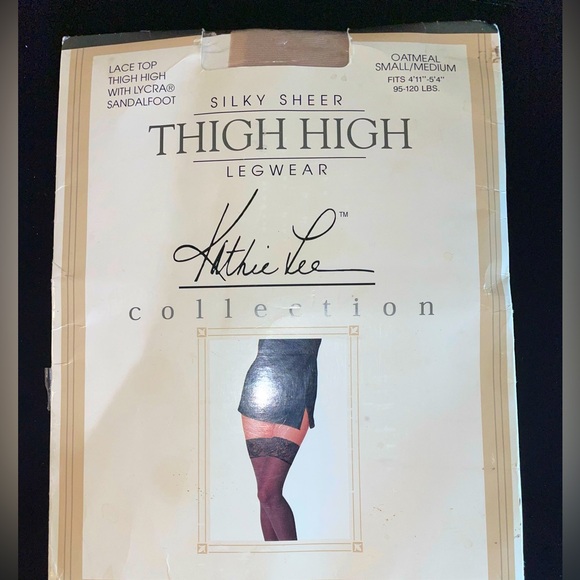 LACE TOP
THIGH HIGH
WITH LYCRA®
SANDALFOOT
OATMEAL
SMALL/MEDIUM
FITS 4'11"-5'4"
95-120 LBS.
SILKY SHEER
THIGH HIGH
LEGWEAR
Kathie Lee™
collection